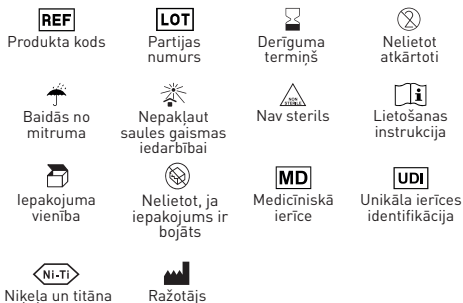 REF
LOT
Produkta kods
Partijas
numurs
Derīguma
termiņš
Nelietot
atkārtoti
2
NON
STERILE
Baidās no
mitruma
Nepakļaut
saules gaismas
iedarbībai
Nav sterils
Lietošanas
instrukcija
i
MD
UDI
Iepakojuma
vienība
Nelietot, ja
iepakojums ir
bojāts
Medicīniskā
ierīce
Unikāla ierīces
identifikācija
Ni-Ti
Niķeļa un titāna
Ražotājs